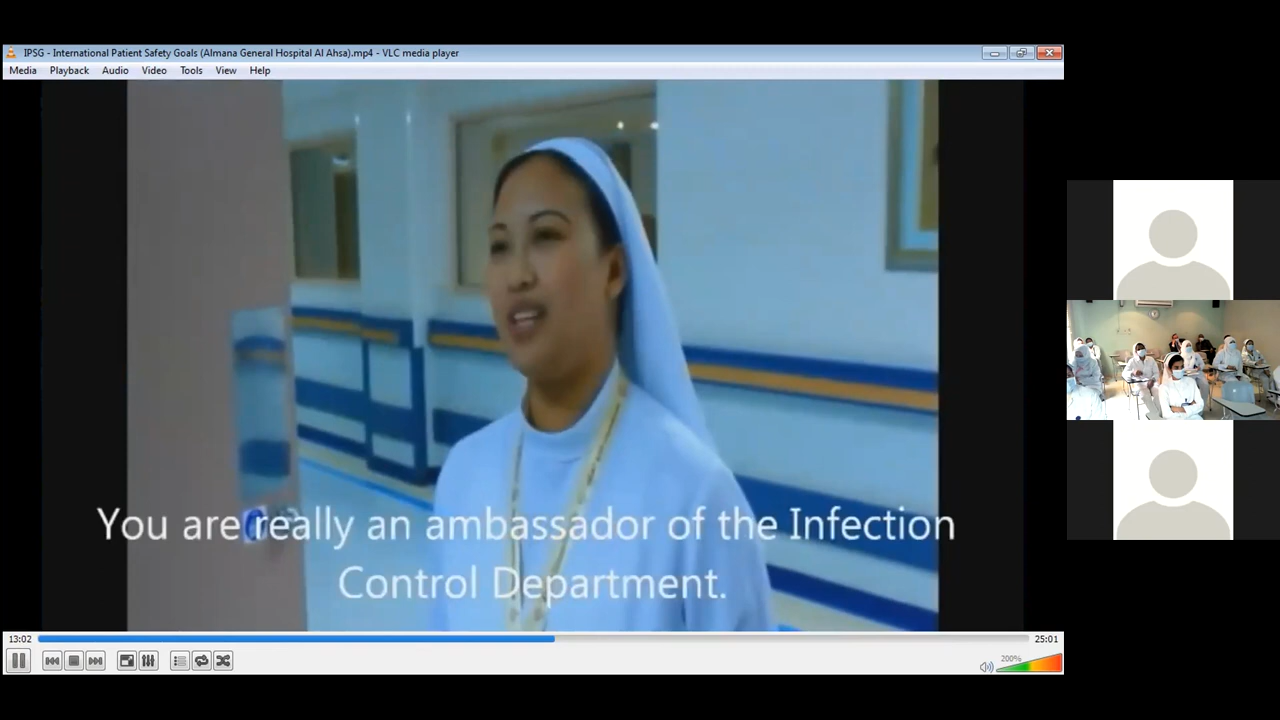 IPSG - International Patient Safety Goals (Almana General Hospital Al Ahsa).mp4 - VLC media player
Media Playback Audio Video Tools View Help
You are really an ambassador of the Infection
Control Department.
13:02
25:01
200%